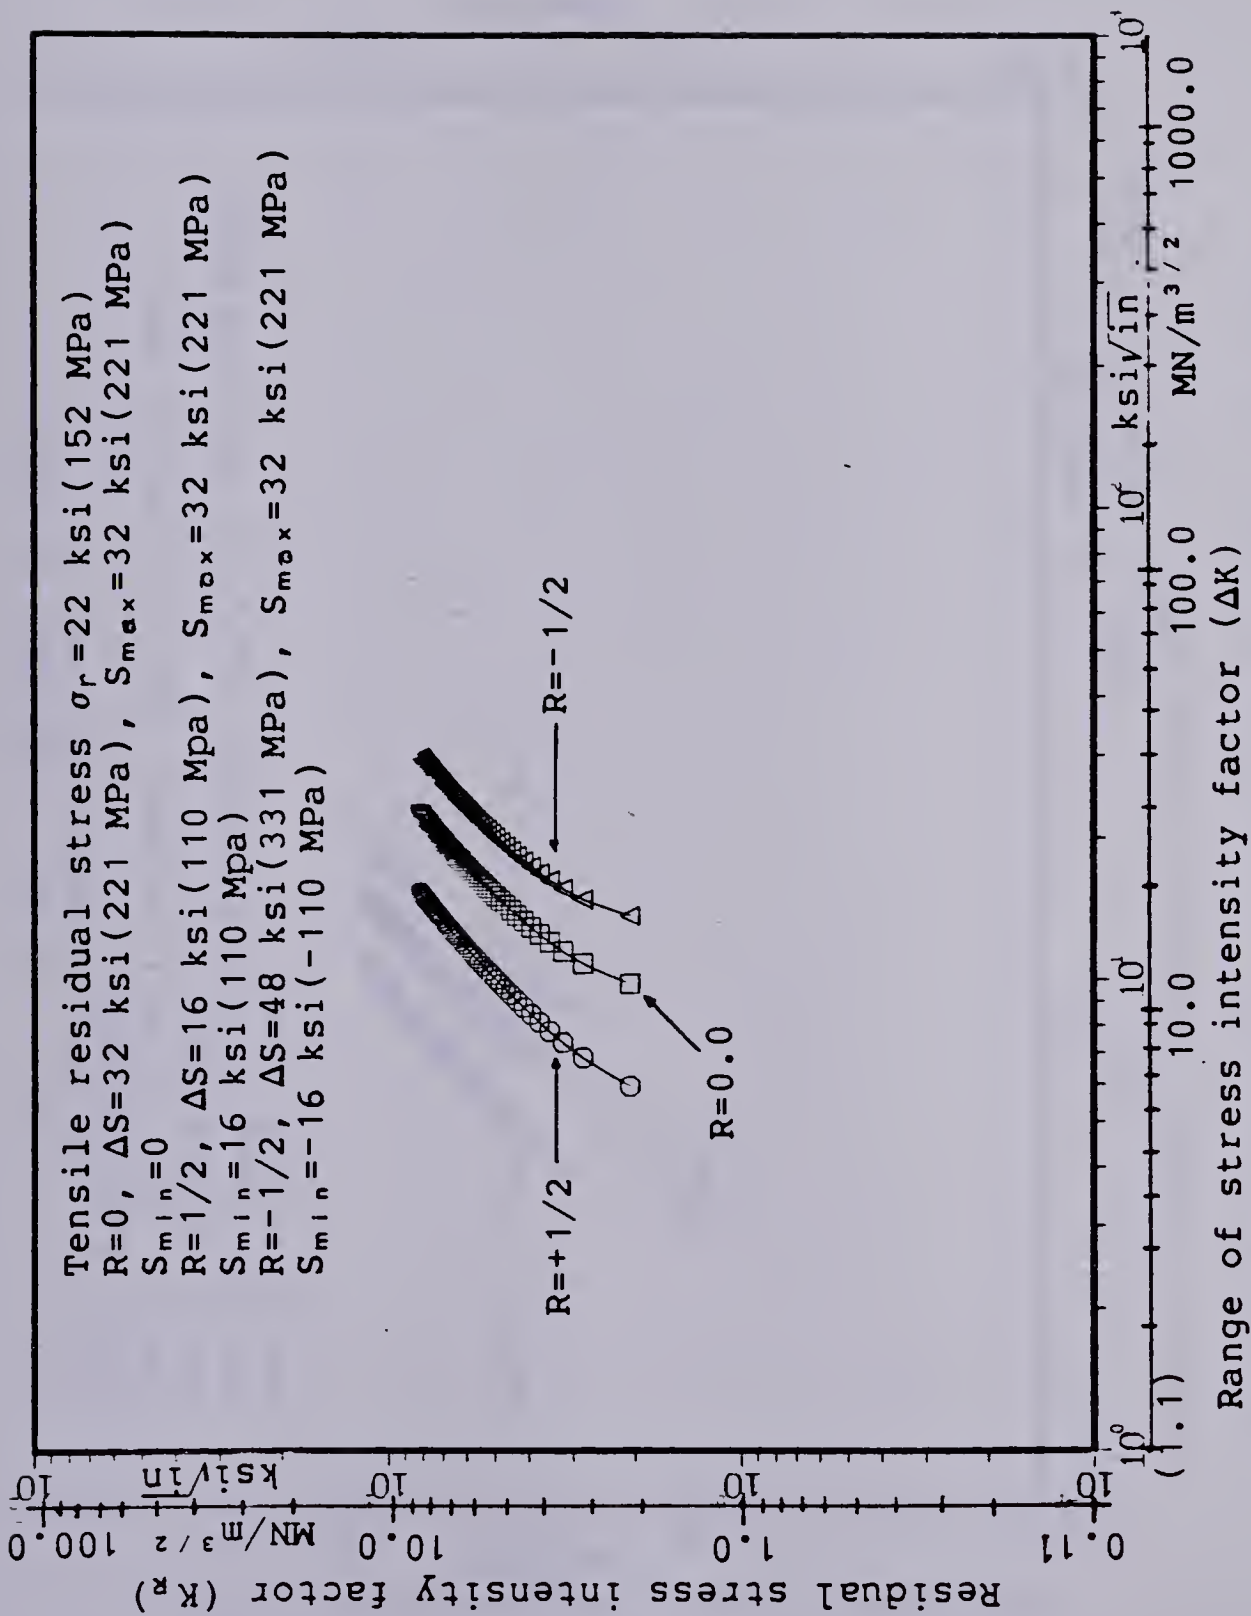 Tensile residual stress σr=22 ksi(152 MPa)
R=0, ΔS=32 ksi(221 MPa), Smax=32 ksi(221 MPa)
Smin=0
R=1/2, ΔS=16 ksi(110 Mpa), Smax=32 ksi(221 MPa)
Smin=16 ksi(110 Mpa)
R=-1/2, ΔS=48 ksi(331 MPa), Smax=32 ksi(221 MPa)
Smin=-16 ksi(-110 MPa)
R=+1/2
R=0.0
R=-1/2
Residual stress intensity factor (KR)
MN/m3/2
100.0
10.0
1.0
0.11
ksi√in
10⁰ 10¹ 10² ksi√in
(1.1) 10.0 100.0 MN/m3/2 1000.0
Range of stress intensity factor (ΔK)